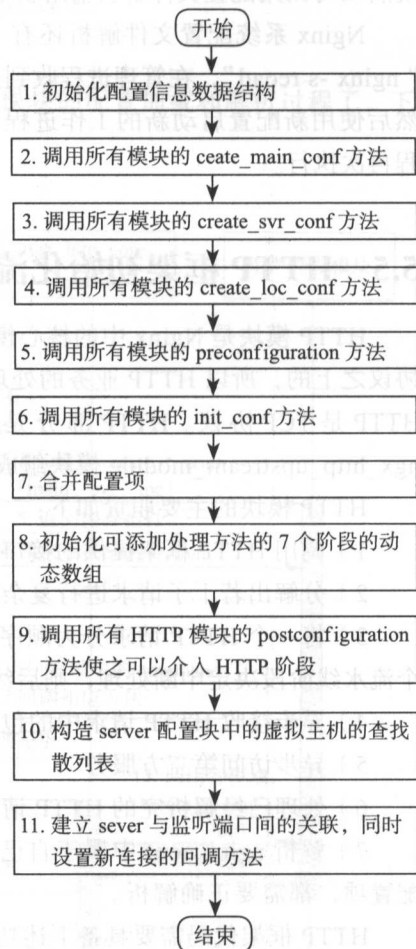 开始
1. 初始化配置信息数据结构
2. 调用所有模块的 ceate_main_conf 方法
3. 调用所有模块的 create_svr_conf 方法
4. 调用所有模块的 create_loc_conf 方法
5. 调用所有模块的 preconfiguration 方法
6. 调用所有模块的 init_conf 方法
7. 合并配置项
8. 初始化可添加处理方法的 7 个阶段的动
态数组
9. 调用所有 HTTP 模块的 postconfiguration
方法使之可以介入 HTTP 阶段
10. 构造 server 配置块中的虚拟主机的查找
散列表
11. 建立 sever 与监听端口间的关联，同时
设置新连接的回调方法
结束